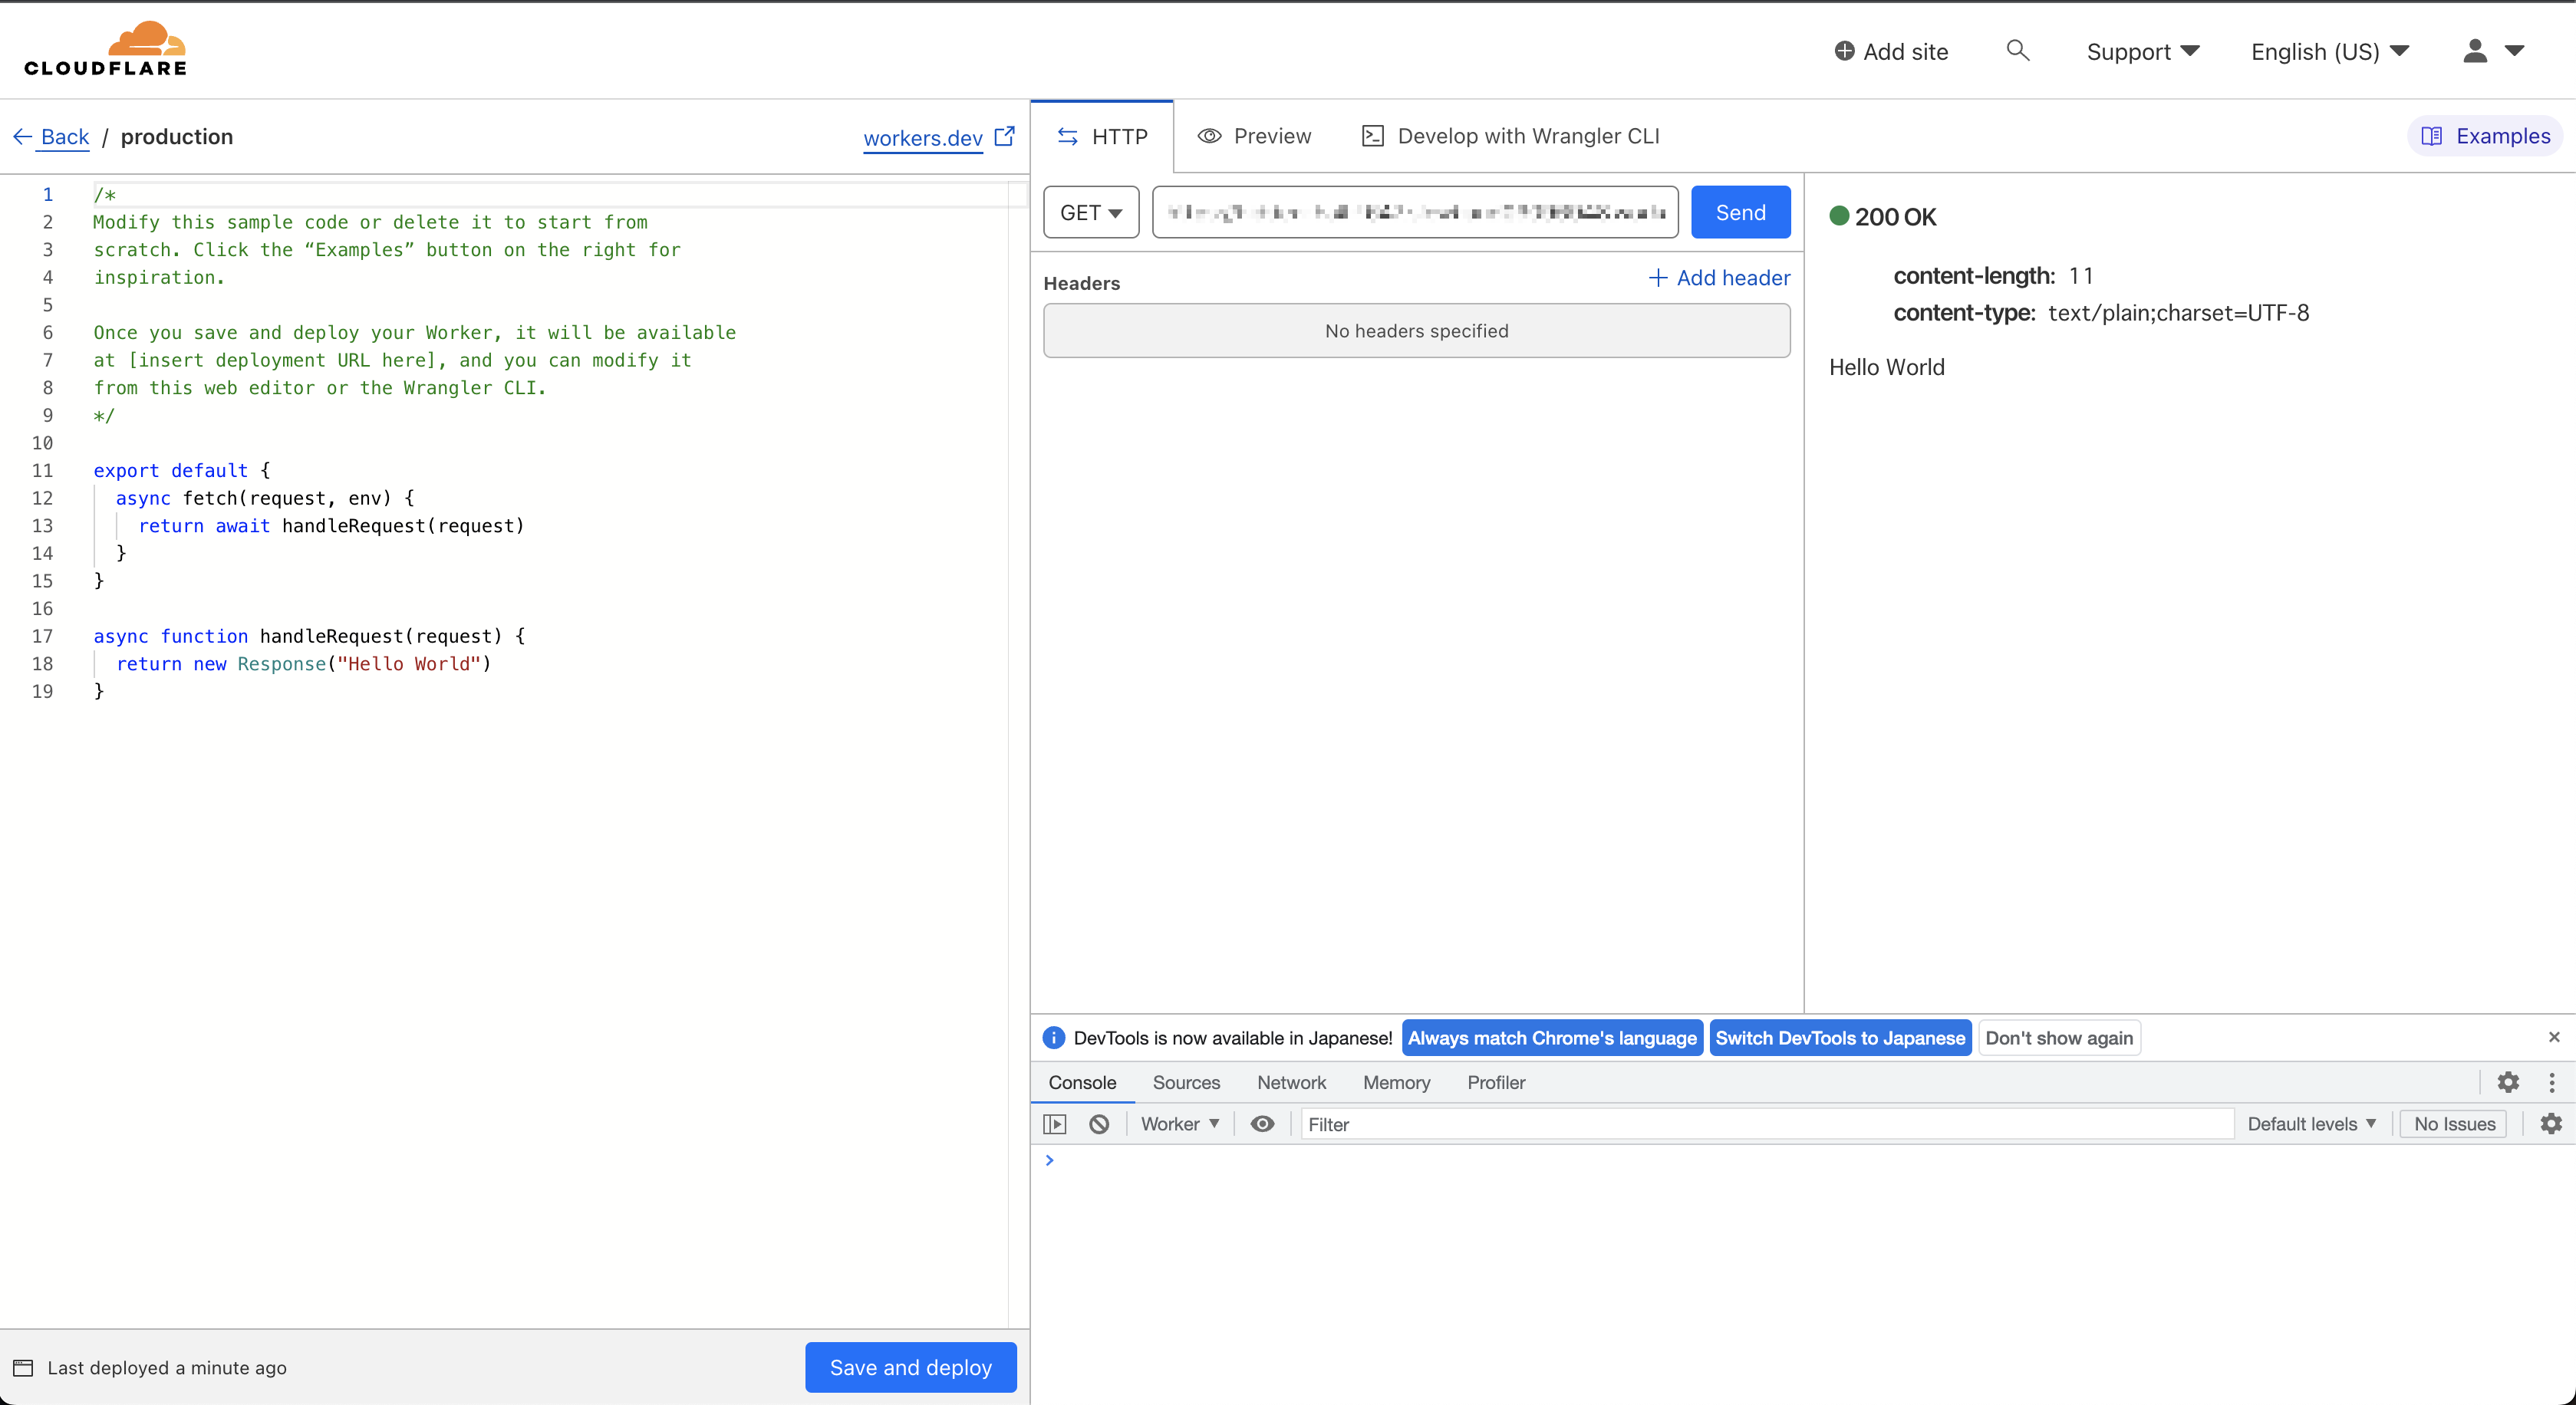 CLOUDFLARE
Add site
Support
English (US)
Back / production
workers.dev
HTTP
Preview
Develop with Wrangler CLI
Examples
1 /*
2 Modify this sample code or delete it to start from
3 scratch. Click the “Examples” button on the right for
4 inspiration.
5
6 Once you save and deploy your Worker, it will be available
7 at [insert deployment URL here], and you can modify it
8 from this web editor or the Wrangler CLI.
9 */
10
11 export default {
12 async fetch(request, env) {
13 return await handleRequest(request)
14 }
15 }
16
17 async function handleRequest(request) {
18 return new Response("Hello World")
19 }
Last deployed a minute ago
Save and deploy
GET
Send
Headers
Add header
No headers specified
200 OK
content-length: 11
content-type: text/plain;charset=UTF-8
Hello World
DevTools is now available in Japanese!
Always match Chrome's language
Switch DevTools to Japanese
Don't show again
Console
Sources
Network
Memory
Profiler
Worker
Filter
Default levels
No Issues